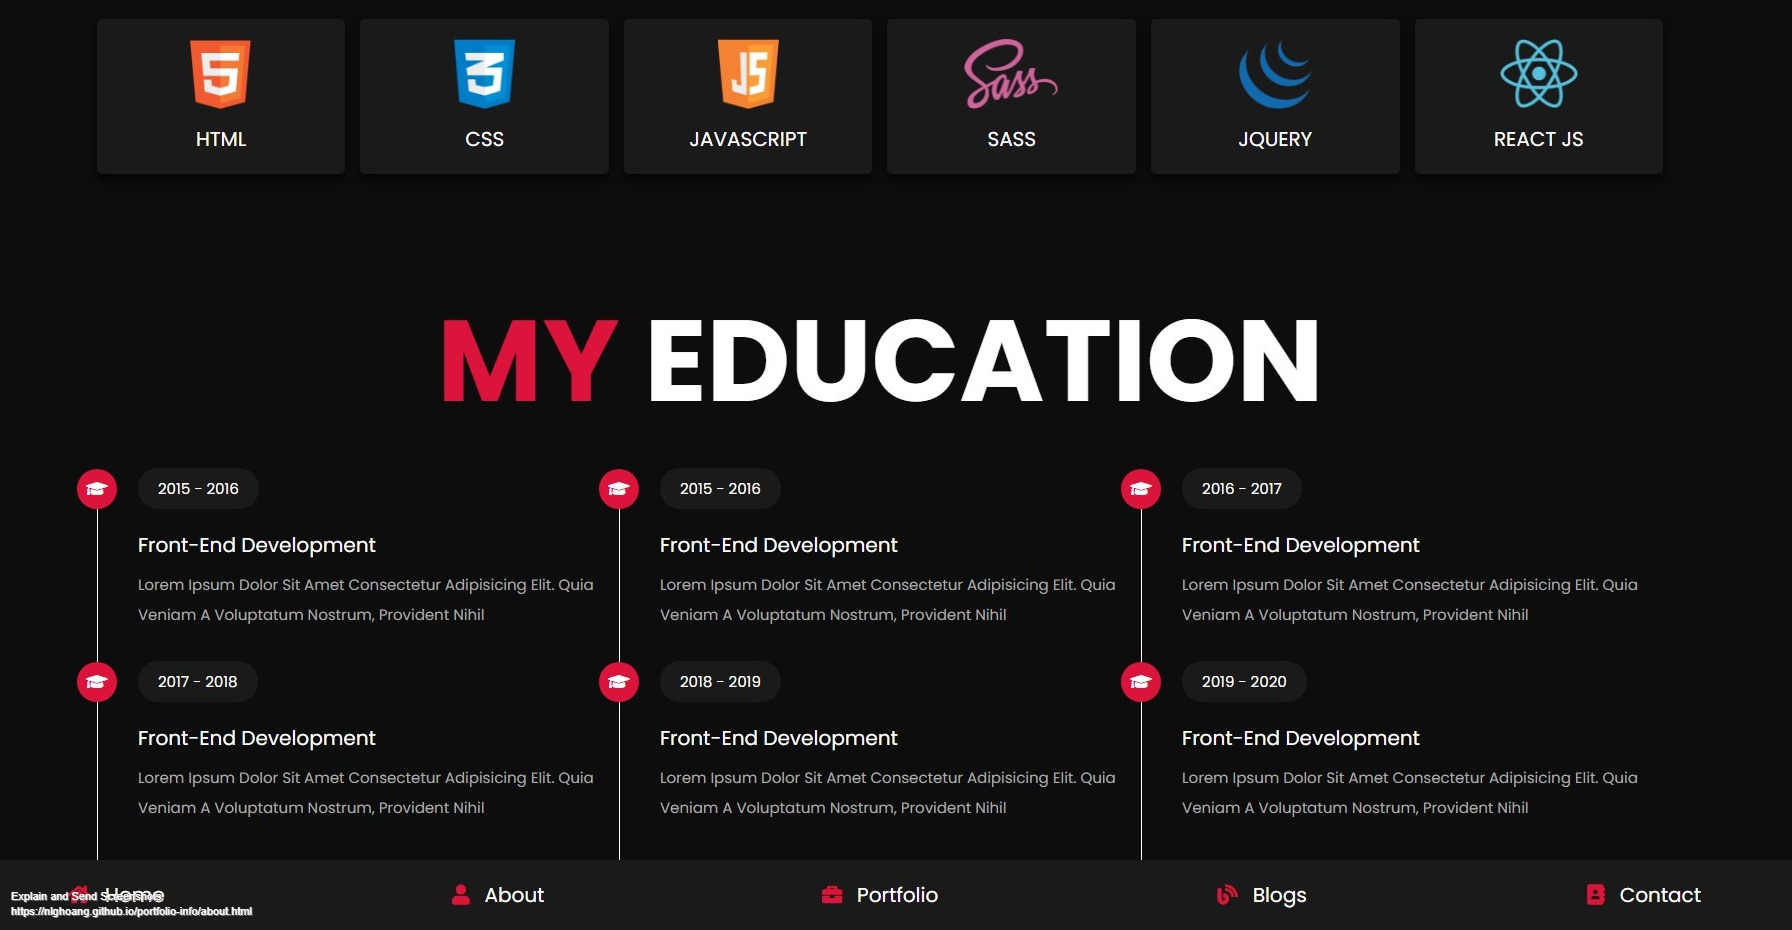 HTML
CSS
JAVASCRIPT
SASS
JQUERY
REACT JS
MY EDUCATION
2015 - 2016
Front-End Development
Lorem Ipsum Dolor Sit Amet Consectetur Adipisicing Elit. Quia
Veniam A Voluptatum Nostrum, Provident Nihil
2015 - 2016
Front-End Development
Lorem Ipsum Dolor Sit Amet Consectetur Adipisicing Elit. Quia
Veniam A Voluptatum Nostrum, Provident Nihil
2016 - 2017
Front-End Development
Lorem Ipsum Dolor Sit Amet Consectetur Adipisicing Elit. Quia
Veniam A Voluptatum Nostrum, Provident Nihil
2017 - 2018
Front-End Development
Lorem Ipsum Dolor Sit Amet Consectetur Adipisicing Elit. Quia
Veniam A Voluptatum Nostrum, Provident Nihil
2018 - 2019
Front-End Development
Lorem Ipsum Dolor Sit Amet Consectetur Adipisicing Elit. Quia
Veniam A Voluptatum Nostrum, Provident Nihil
2019 - 2020
Front-End Development
Lorem Ipsum Dolor Sit Amet Consectetur Adipisicing Elit. Quia
Veniam A Voluptatum Nostrum, Provident Nihil
Home
About
Portfolio
Blogs
Contact
Explain and Send Screenshots
https://nlghoang.github.io/portfolio-info/about.html